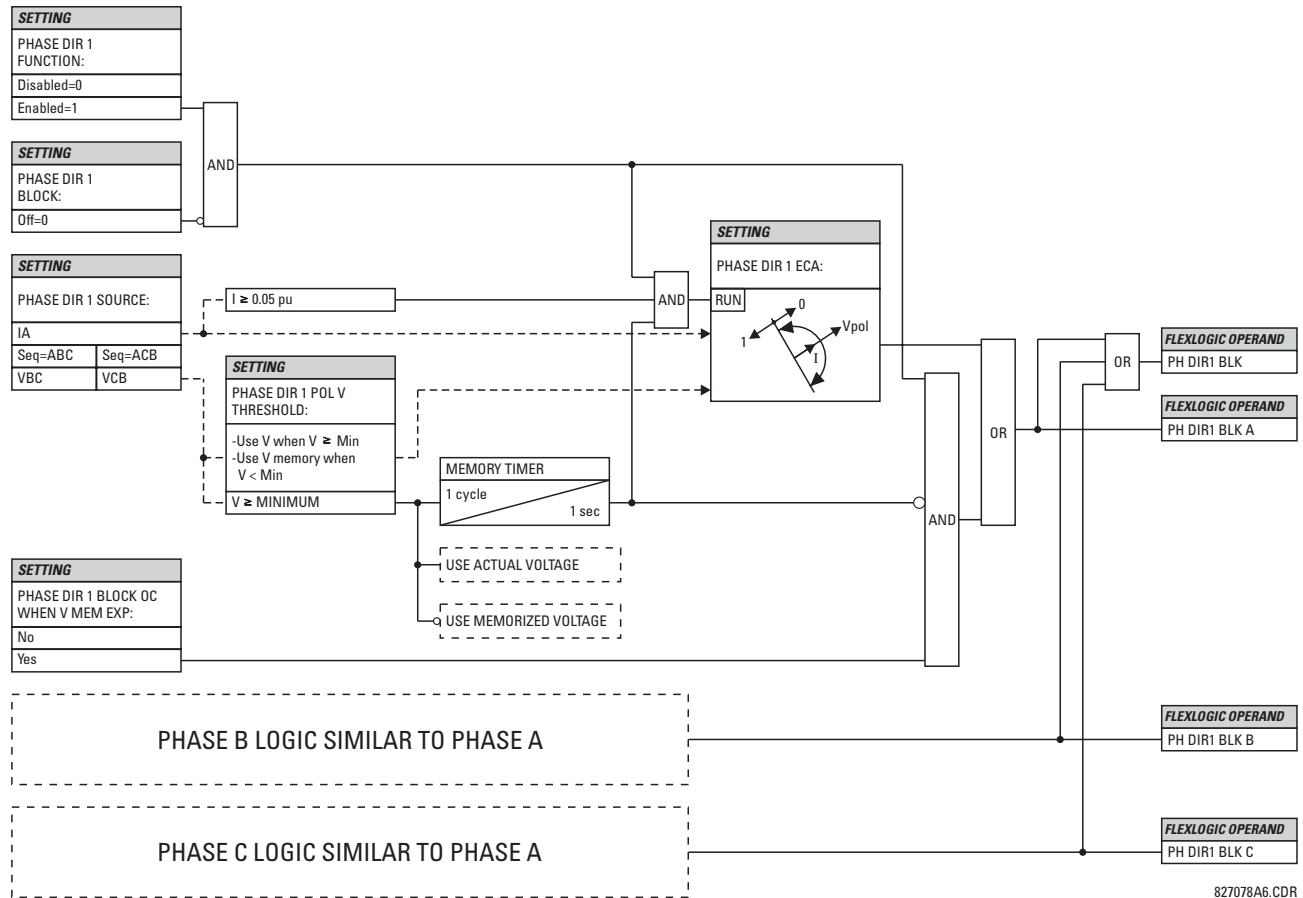 SETTING
PHASE DIR 1
FUNCTION:
Disabled=0
Enabled=1
AND
SETTING
PHASE DIR 1
BLOCK:
Off=0
SETTING
PHASE DIR 1 SOURCE:
IA
Seq=ABC Seq=ACB
VBC VCB
I ≥ 0.05 pu
SETTING
PHASE DIR 1 POL V
THRESHOLD:
-Use V when V ≥ Min
-Use V memory when
V < Min
V ≥ MINIMUM
MEMORY TIMER
1 cycle
1 sec
USE ACTUAL VOLTAGE
USE MEMORIZED VOLTAGE
AND
SETTING
PHASE DIR 1 ECA:
RUN
0
1
Vpol
I
AND
OR
OR
FLEXLOGIC OPERAND
PH DIR1 BLK
FLEXLOGIC OPERAND
PH DIR1 BLK A
SETTING
PHASE DIR 1 BLOCK OC
WHEN V MEM EXP:
No
Yes
PHASE B LOGIC SIMILAR TO PHASE A
FLEXLOGIC OPERAND
PH DIR1 BLK B
PHASE C LOGIC SIMILAR TO PHASE A
FLEXLOGIC OPERAND
PH DIR1 BLK C
827078A6.CDR